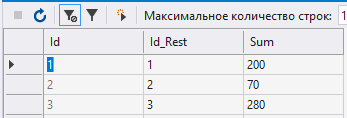 Максимальное количество строк: 1
Id Id_Rest Sum
1 1 200
2 2 70
3 3 280